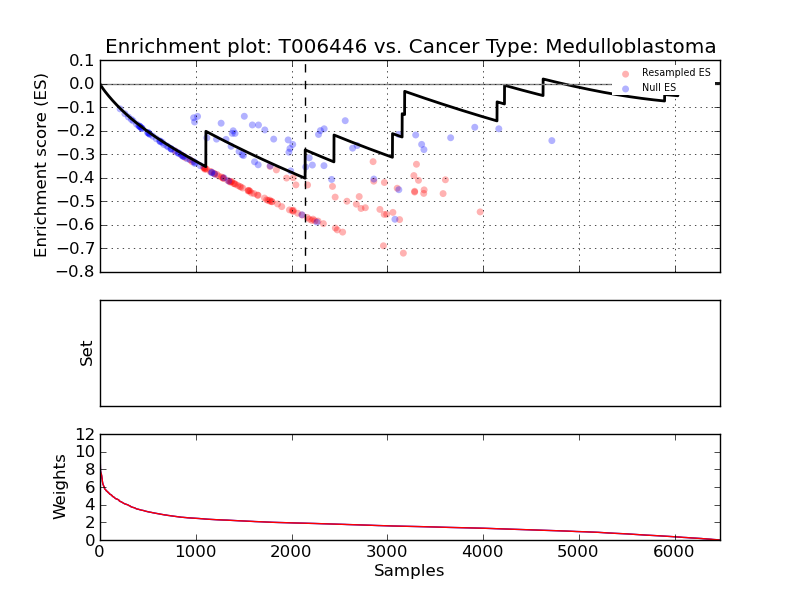 Enrichment plot: T006446 vs. Cancer Type: Medulloblastoma
0.1
0.0
−0.1
−0.2
−0.3
−0.4
−0.5
−0.6
−0.7
−0.8
Enrichment score (ES)
Resampled ES
Null ES
Set
12
10
8
6
4
2
0
Weights
0 1000 2000 3000 4000 5000 6000
Samples